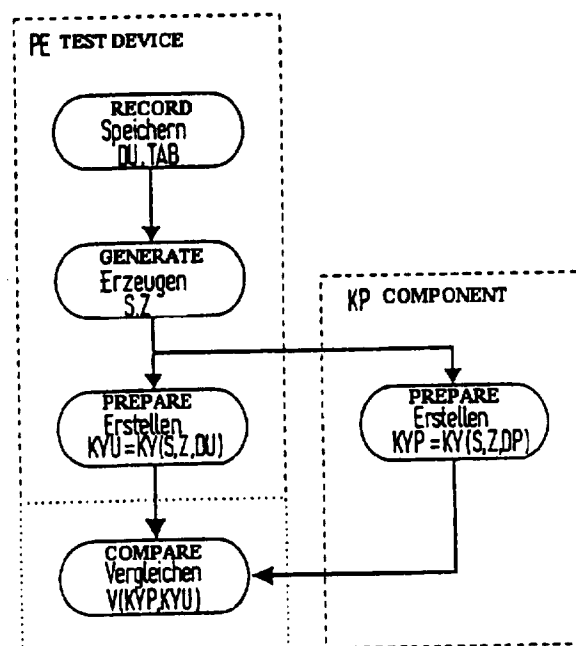 PE TEST DEVICE
RECORD
Speichern
DU,TAB
GENERATE
Erzeugen
S,Z
KP COMPONENT
PREPARE
Erstellen
KYU=KY(S,Z,DU)
PREPARE
Erstellen
KYP=KY(S,Z,DP)
COMPARE
Vergleichen
V(KYP,KYU)